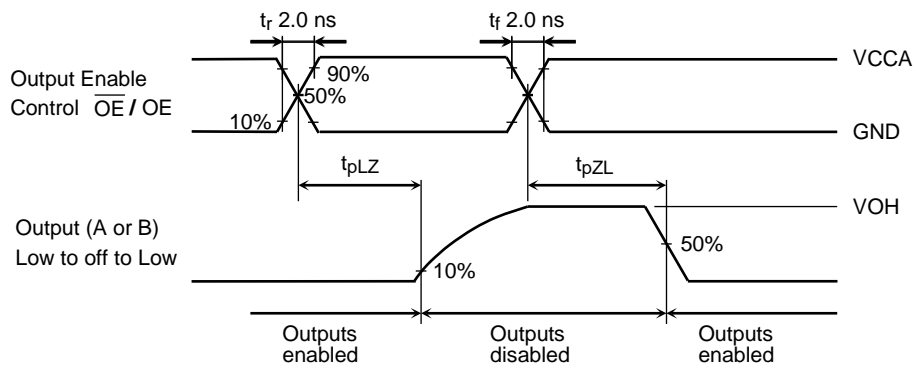 tr 2.0 ns
tf 2.0 ns
VCCA
Output Enable
Control OE / OE
90%
50%
10%
GND
tpLZ
tpZL
VOH
Output (A or B)
Low to off to Low
50%
10%
Outputs
enabled
Outputs
disabled
Outputs
enabled